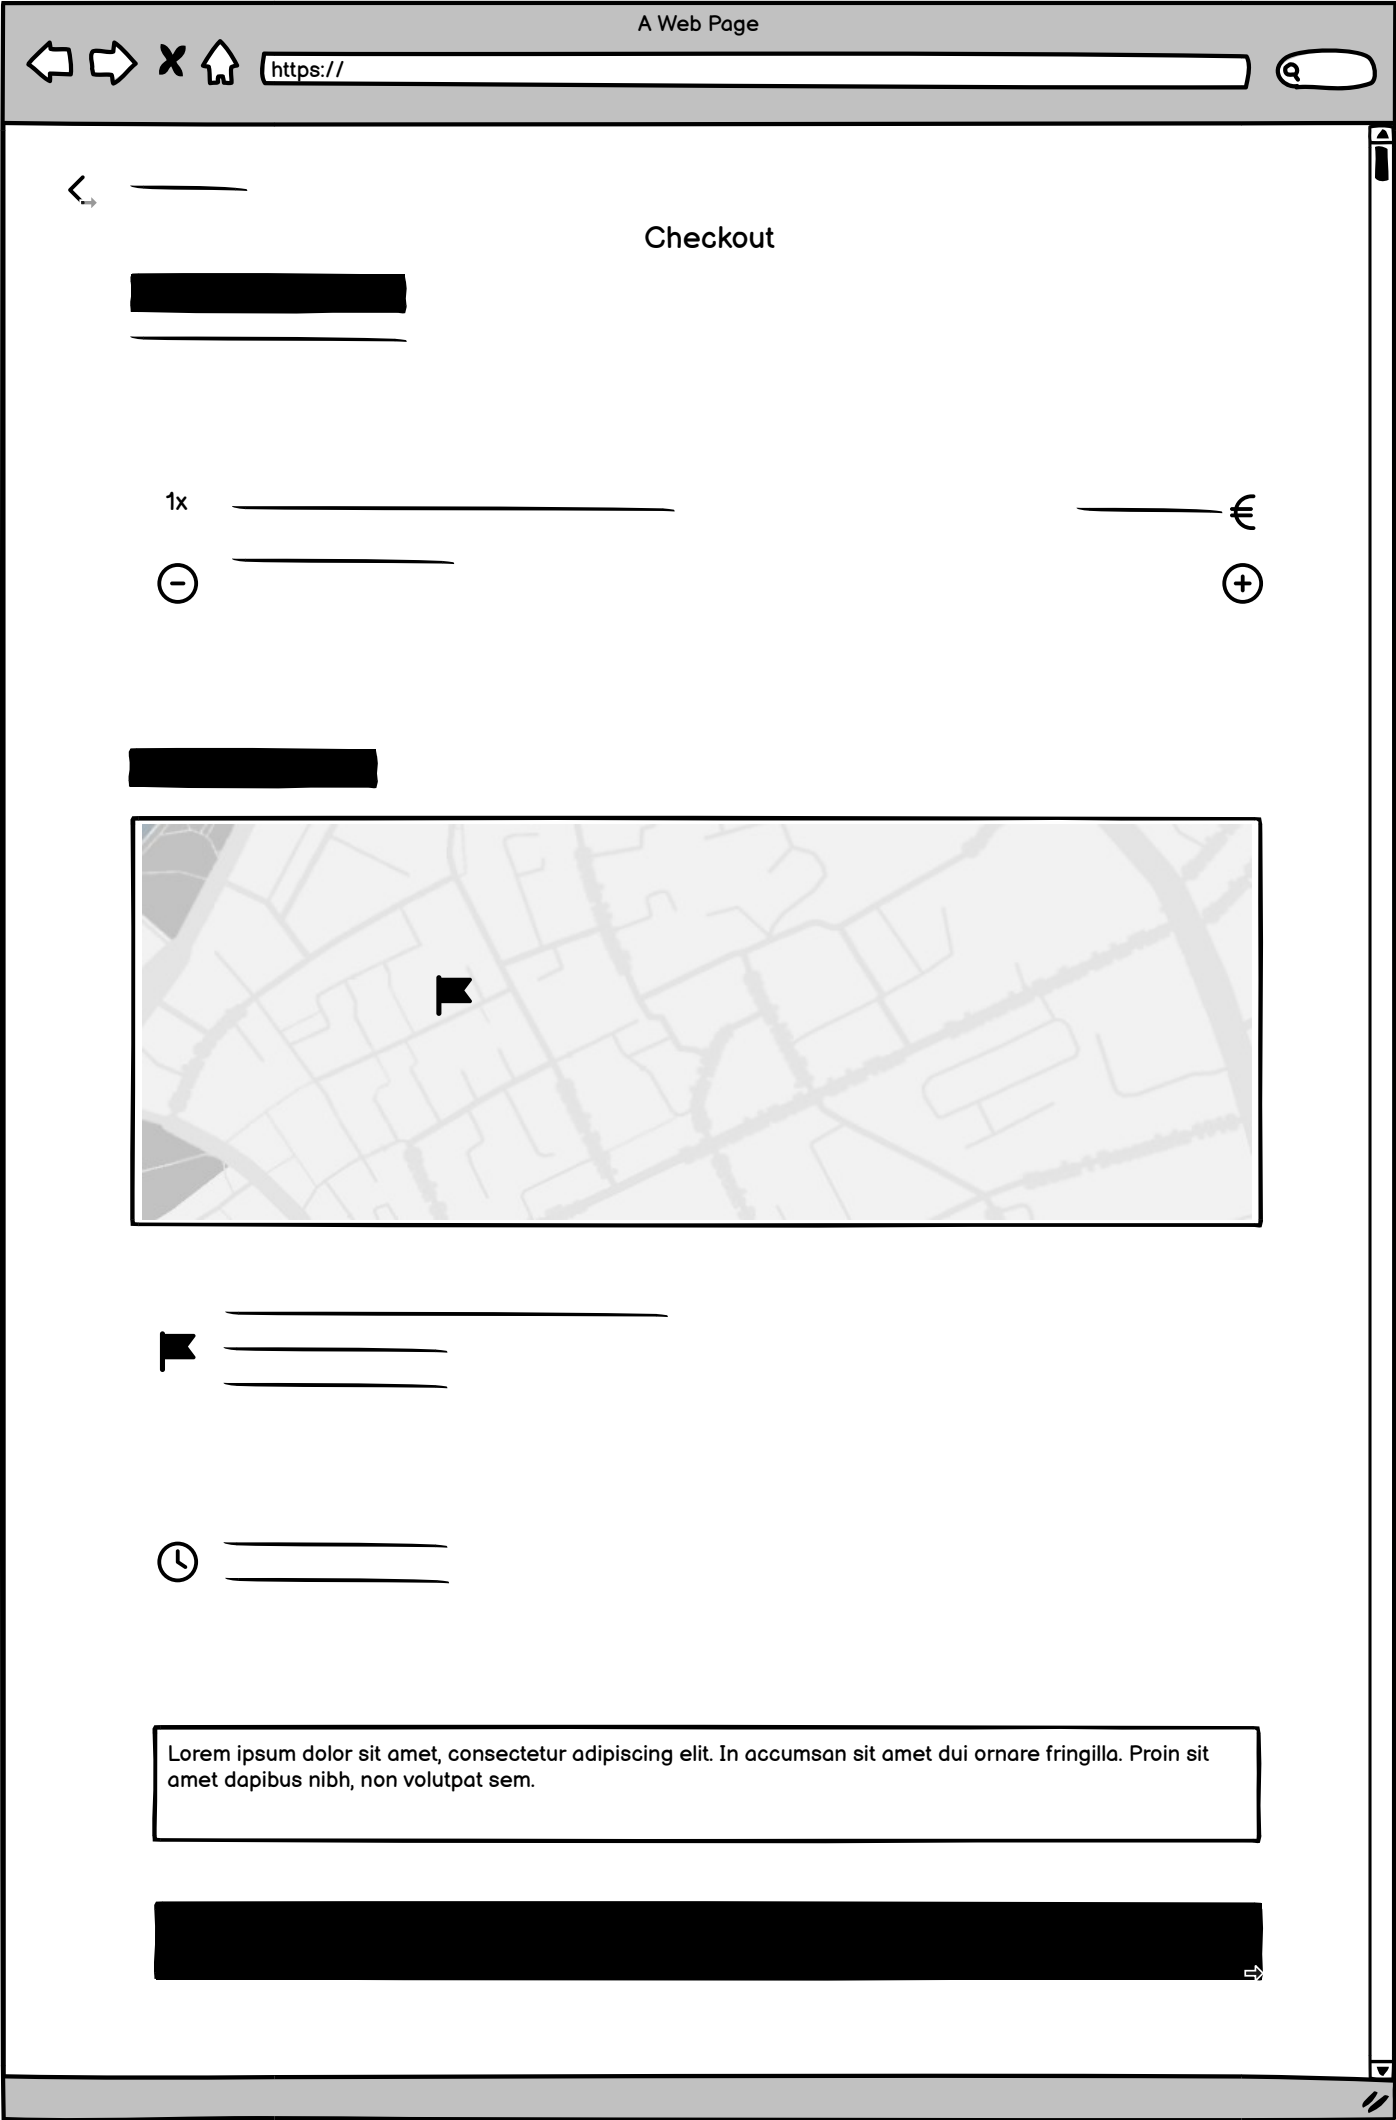 A Web Page
https://
Checkout
1x
€
Lorem ipsum dolor sit amet, consectetur adipiscing elit. In accumsan sit amet dui ornare fringilla. Proin sit
amet dapibus nibh, non volutpat sem.